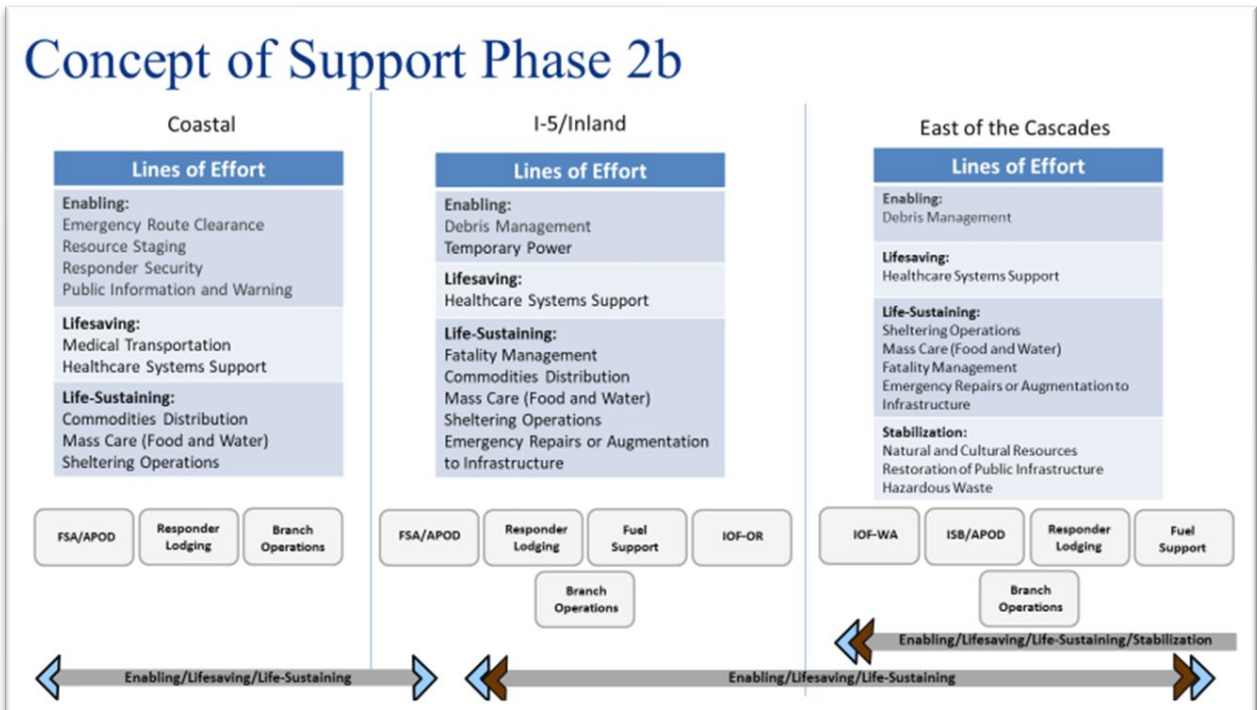 Concept of Support Phase 2b
Coastal
Lines of Effort
Enabling:
Emergency Route Clearance
Resource Staging
Responder Security
Public Information and Warning
Lifesaving:
Medical Transportation
Healthcare Systems Support
Life-Sustaining:
Commodities Distribution
Mass Care (Food and Water)
Sheltering Operations
FSA/APOD
Responder
Lodging
Branch
Operations
I-5/Inland
Lines of Effort
Enabling:
Debris Management
Temporary Power
Lifesaving:
Healthcare Systems Support
Life-Sustaining:
Fatality Management
Commodities Distribution
Mass Care (Food and Water)
Sheltering Operations
Emergency Repairs or Augmentation
to Infrastructure
FSA/APOD
Responder
Lodging
Fuel
Support
IOF-OR
Branch
Operations
East of the Cascades
Lines of Effort
Enabling:
Debris Management
Lifesaving:
Healthcare Systems Support
Life-Sustaining:
Sheltering Operations
Mass Care (Food and Water)
Fatality Management
Emergency Repairs or Augmentation to
Infrastructure
Stabilization:
Natural and Cultural Resources
Restoration of Public Infrastructure
Hazardous Waste
IOF-WA
ISB/APOD
Responder
Lodging
Fuel
Support
Branch
Operations
Enabling/Lifesaving/Life-Sustaining/Stabilization
Enabling/Lifesaving/Life-Sustaining
Enabling/Lifesaving/Life-Sustaining